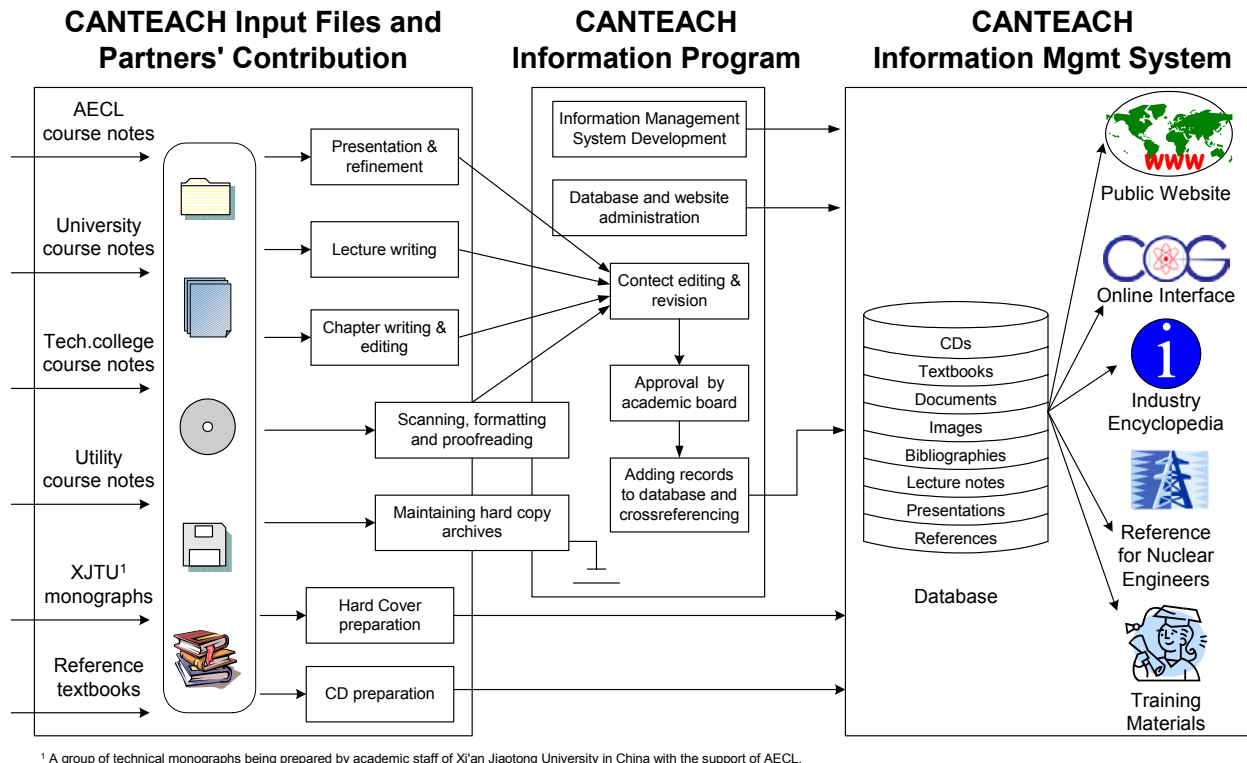 CANTEACH Input Files and
Partners' Contribution
CANTEACH
Information Program
CANTEACH
Information Mgmt System
AECL
course notes
University
course notes
Tech.college
course notes
Utility
course notes
XJTU¹
monographs
Reference
textbooks
Presentation &
refinement
Lecture writing
Chapter writing &
editing
Scanning, formatting
and proofreading
Maintaining hard copy
archives
Hard Cover
preparation
CD preparation
Information Management
System Development
Database and website
administration
Contect editing &
revision
Approval by
academic board
Adding records
to database and
crossreferencing
CDs
Textbooks
Documents
Images
Bibliographies
Lecture notes
Presentations
References
Database
WWW
Public Website
COG
Online Interface
i
Industry
Encyclopedia
Reference
for Nuclear
Engineers
Training
Materials
¹ A group of technical monographs being prepared by academic staff of Xi'an Jiaotong University in China with the support of AECL.